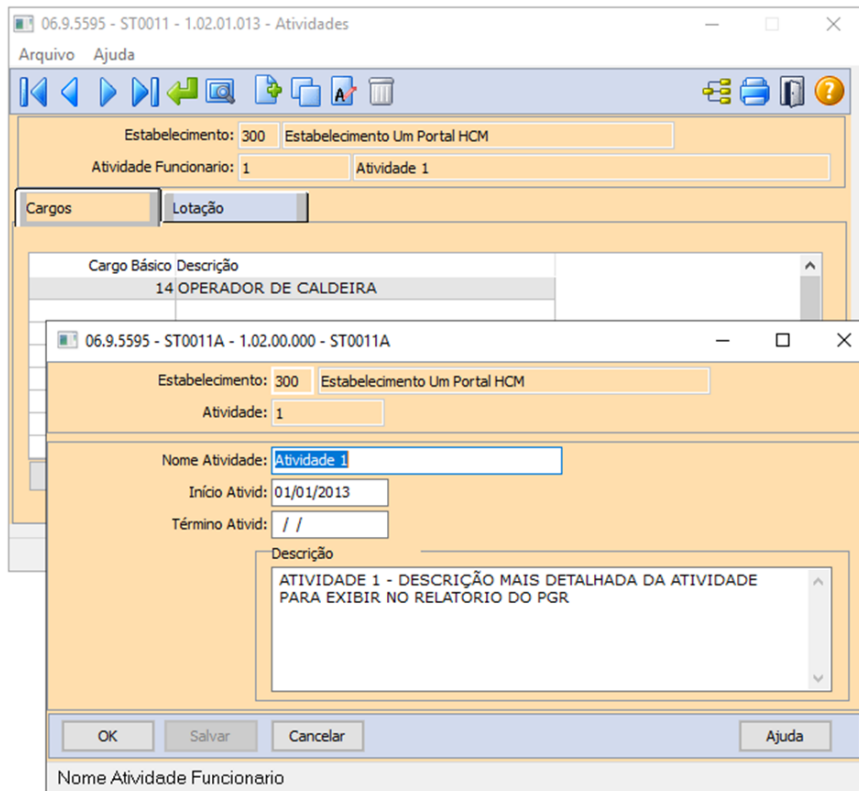 06.9.5595 - ST0011 - 1.02.01.013 - Atividades
Arquivo Ajuda
Estabelecimento: 300 Estabelecimento Um Portal HCM
Atividade Funcionario: 1 Atividade 1
Cargos Lotação
Cargo Básico Descrição
14 OPERADOR DE CALDEIRA
06.9.5595 - ST0011A - 1.02.00.000 - ST0011A
Estabelecimento: 300 Estabelecimento Um Portal HCM
Atividade: 1
Nome Atividade: Atividade 1
Início Ativid: 01/01/2013
Término Ativid: / /
Descrição
ATIVIDADE 1 - DESCRIÇÃO MAIS DETALHADA DA ATIVIDADE
PARA EXIBIR NO RELATORIO DO PGR
OK Salvar Cancelar Ajuda
Nome Atividade Funcionario